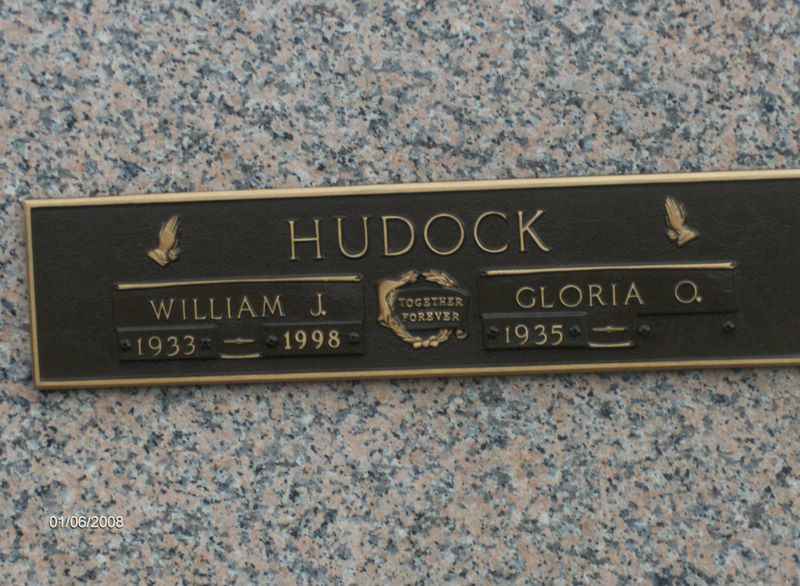 HUDOCK
WILLIAM J.
1933 1998
TOGETHER
FOREVER
GLORIA O.
1935
01/06/2008